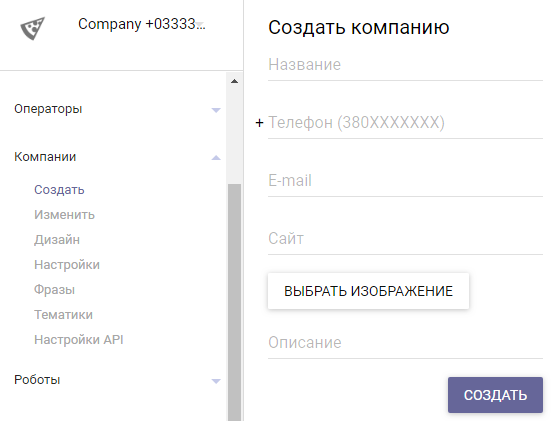 Company +03333...
Операторы
Компании
Создать
Изменить
Дизайн
Настройки
Фразы
Тематики
Настройки API
Роботы
Создать компанию
Название
+ Телефон (380XXXXXXX)
E-mail
Сайт
ВЫБРАТЬ ИЗОБРАЖЕНИЕ
Описание
СОЗДАТЬ